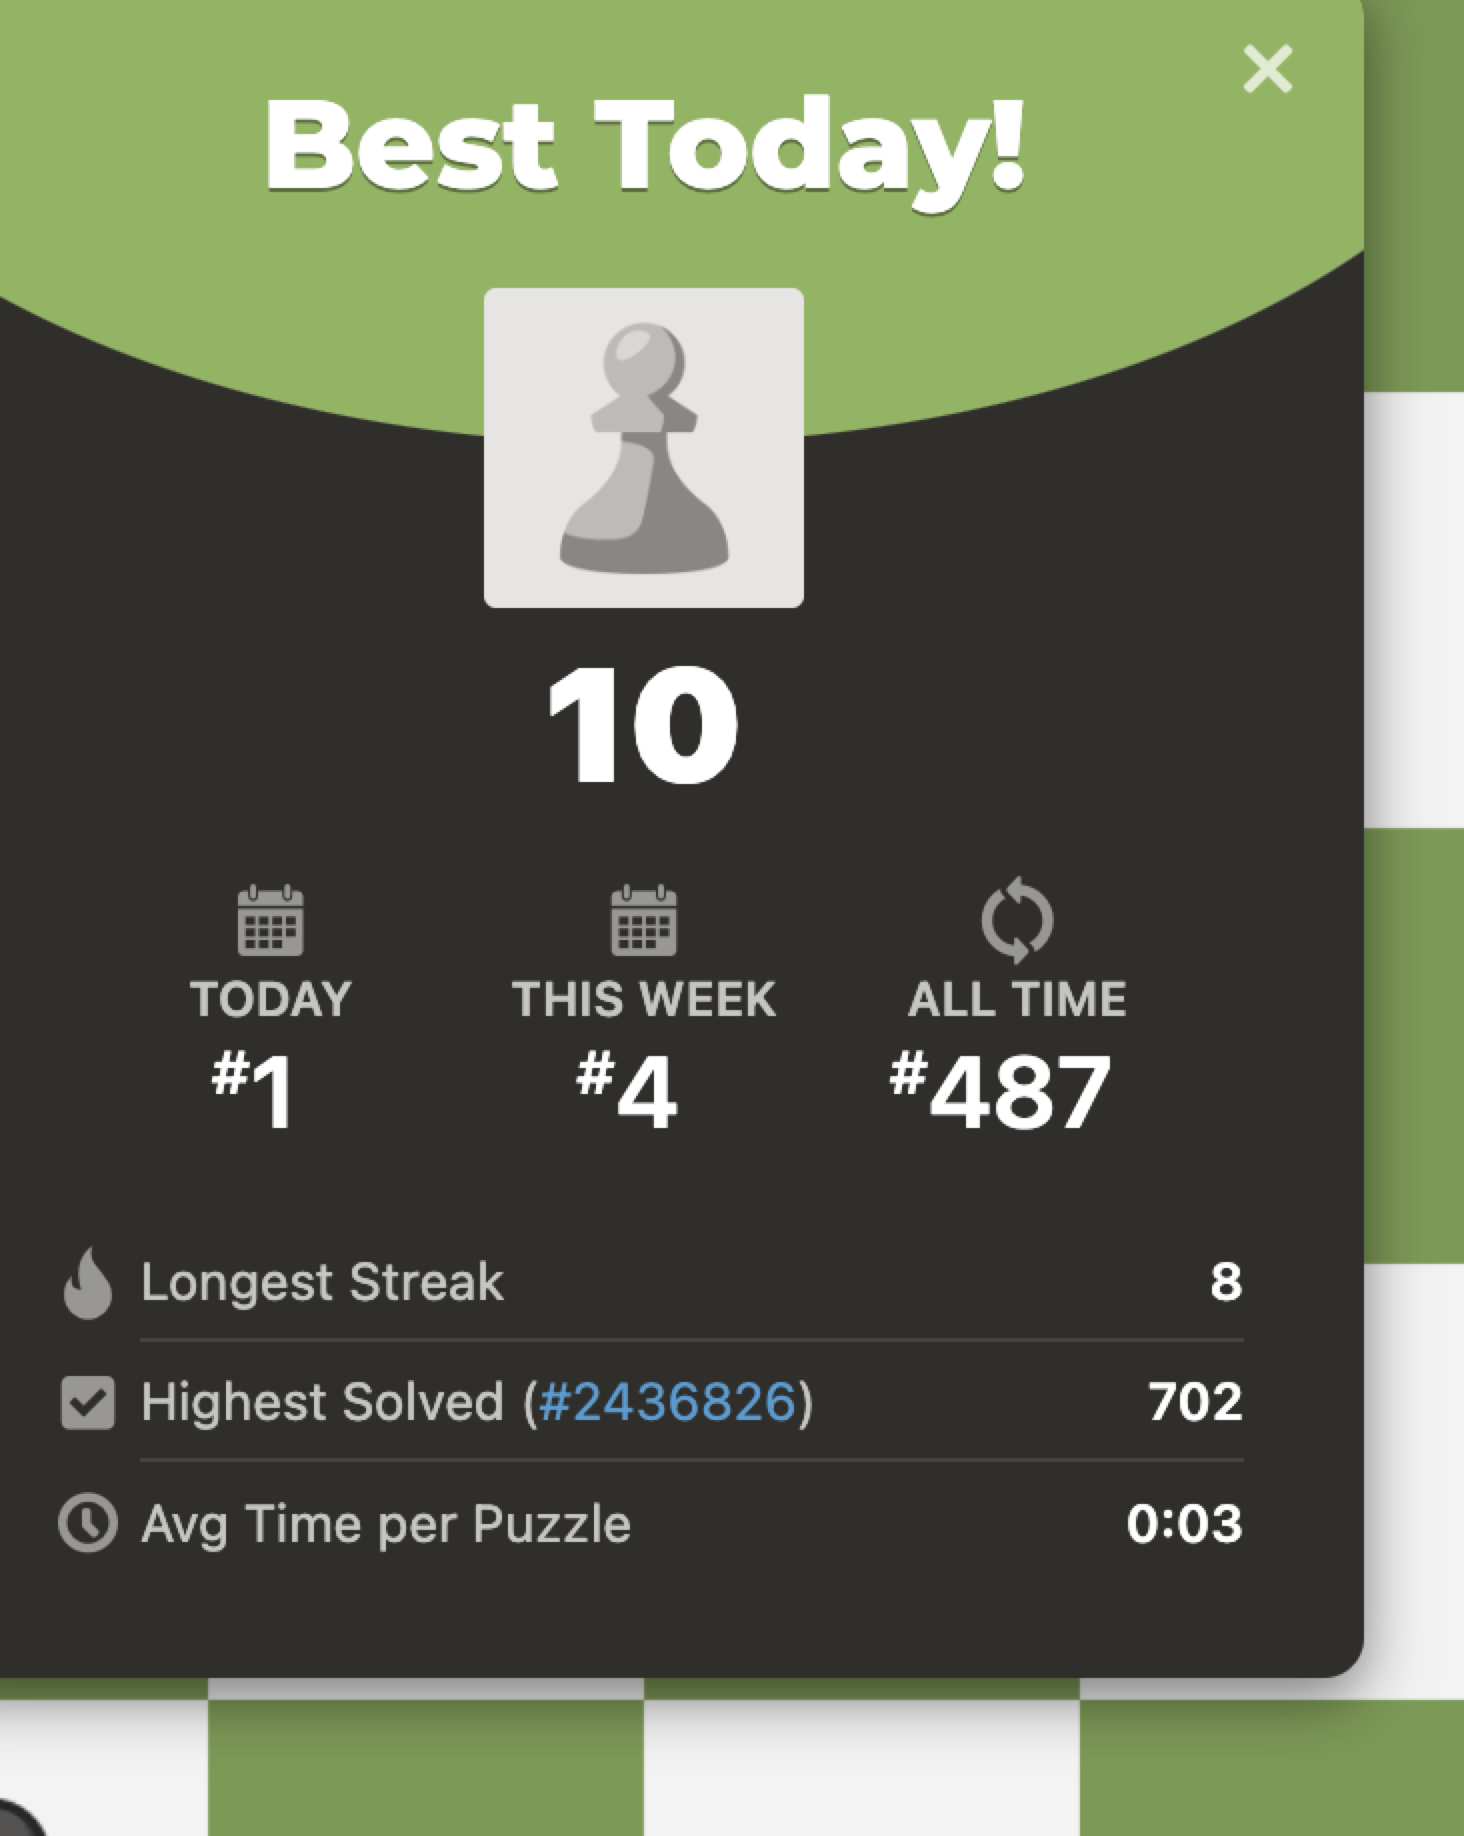 Best Today!
10
TODAY
#1
THIS WEEK
#4
ALL TIME
#487
Longest Streak 8
Highest Solved (#2436826) 702
Avg Time per Puzzle 0:03